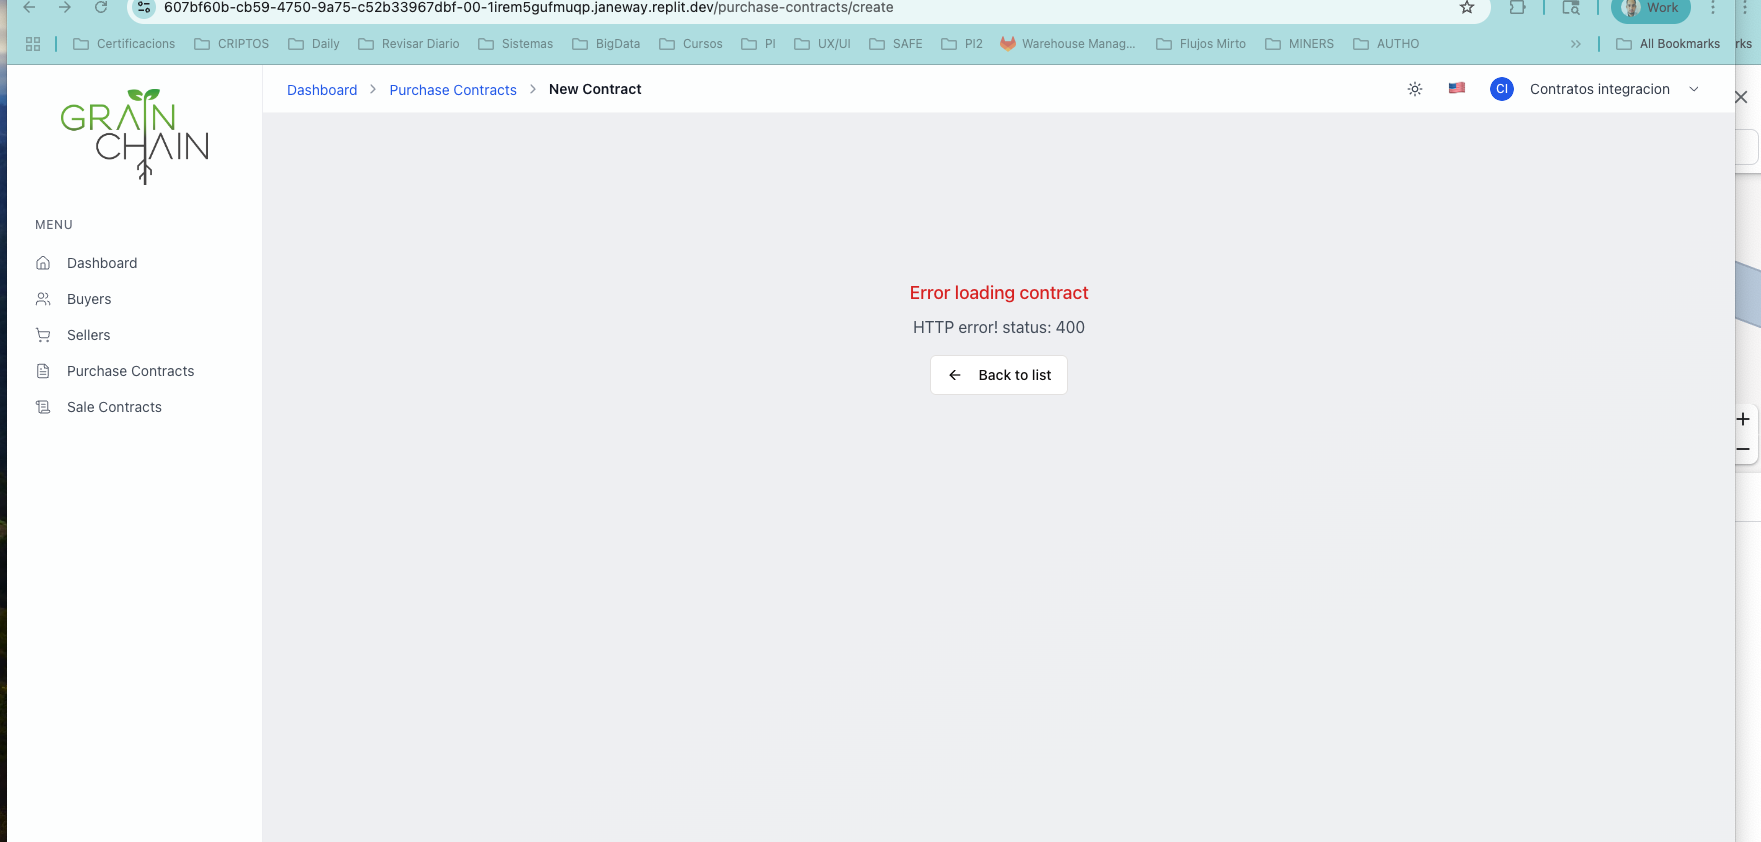 607bf60b-cb59-4750-9a75-c52b33967dbf-00-1irem5gufmuqp.janeway.replit.dev/purchase-contracts/create
Work
Certificacions
CRIPTOS
Daily
Revisar Diario
Sistemas
BigData
Cursos
PI
UX/UI
SAFE
PI2
Warehouse Manag...
Flujos Mirto
MINERS
AUTHO
All Bookmarks
rks
GRAIN
CHAIN
Dashboard
Purchase Contracts
New Contract
CI
Contratos integracion
MENU
Dashboard
Buyers
Sellers
Purchase Contracts
Sale Contracts
Error loading contract
HTTP error! status: 400
Back to list